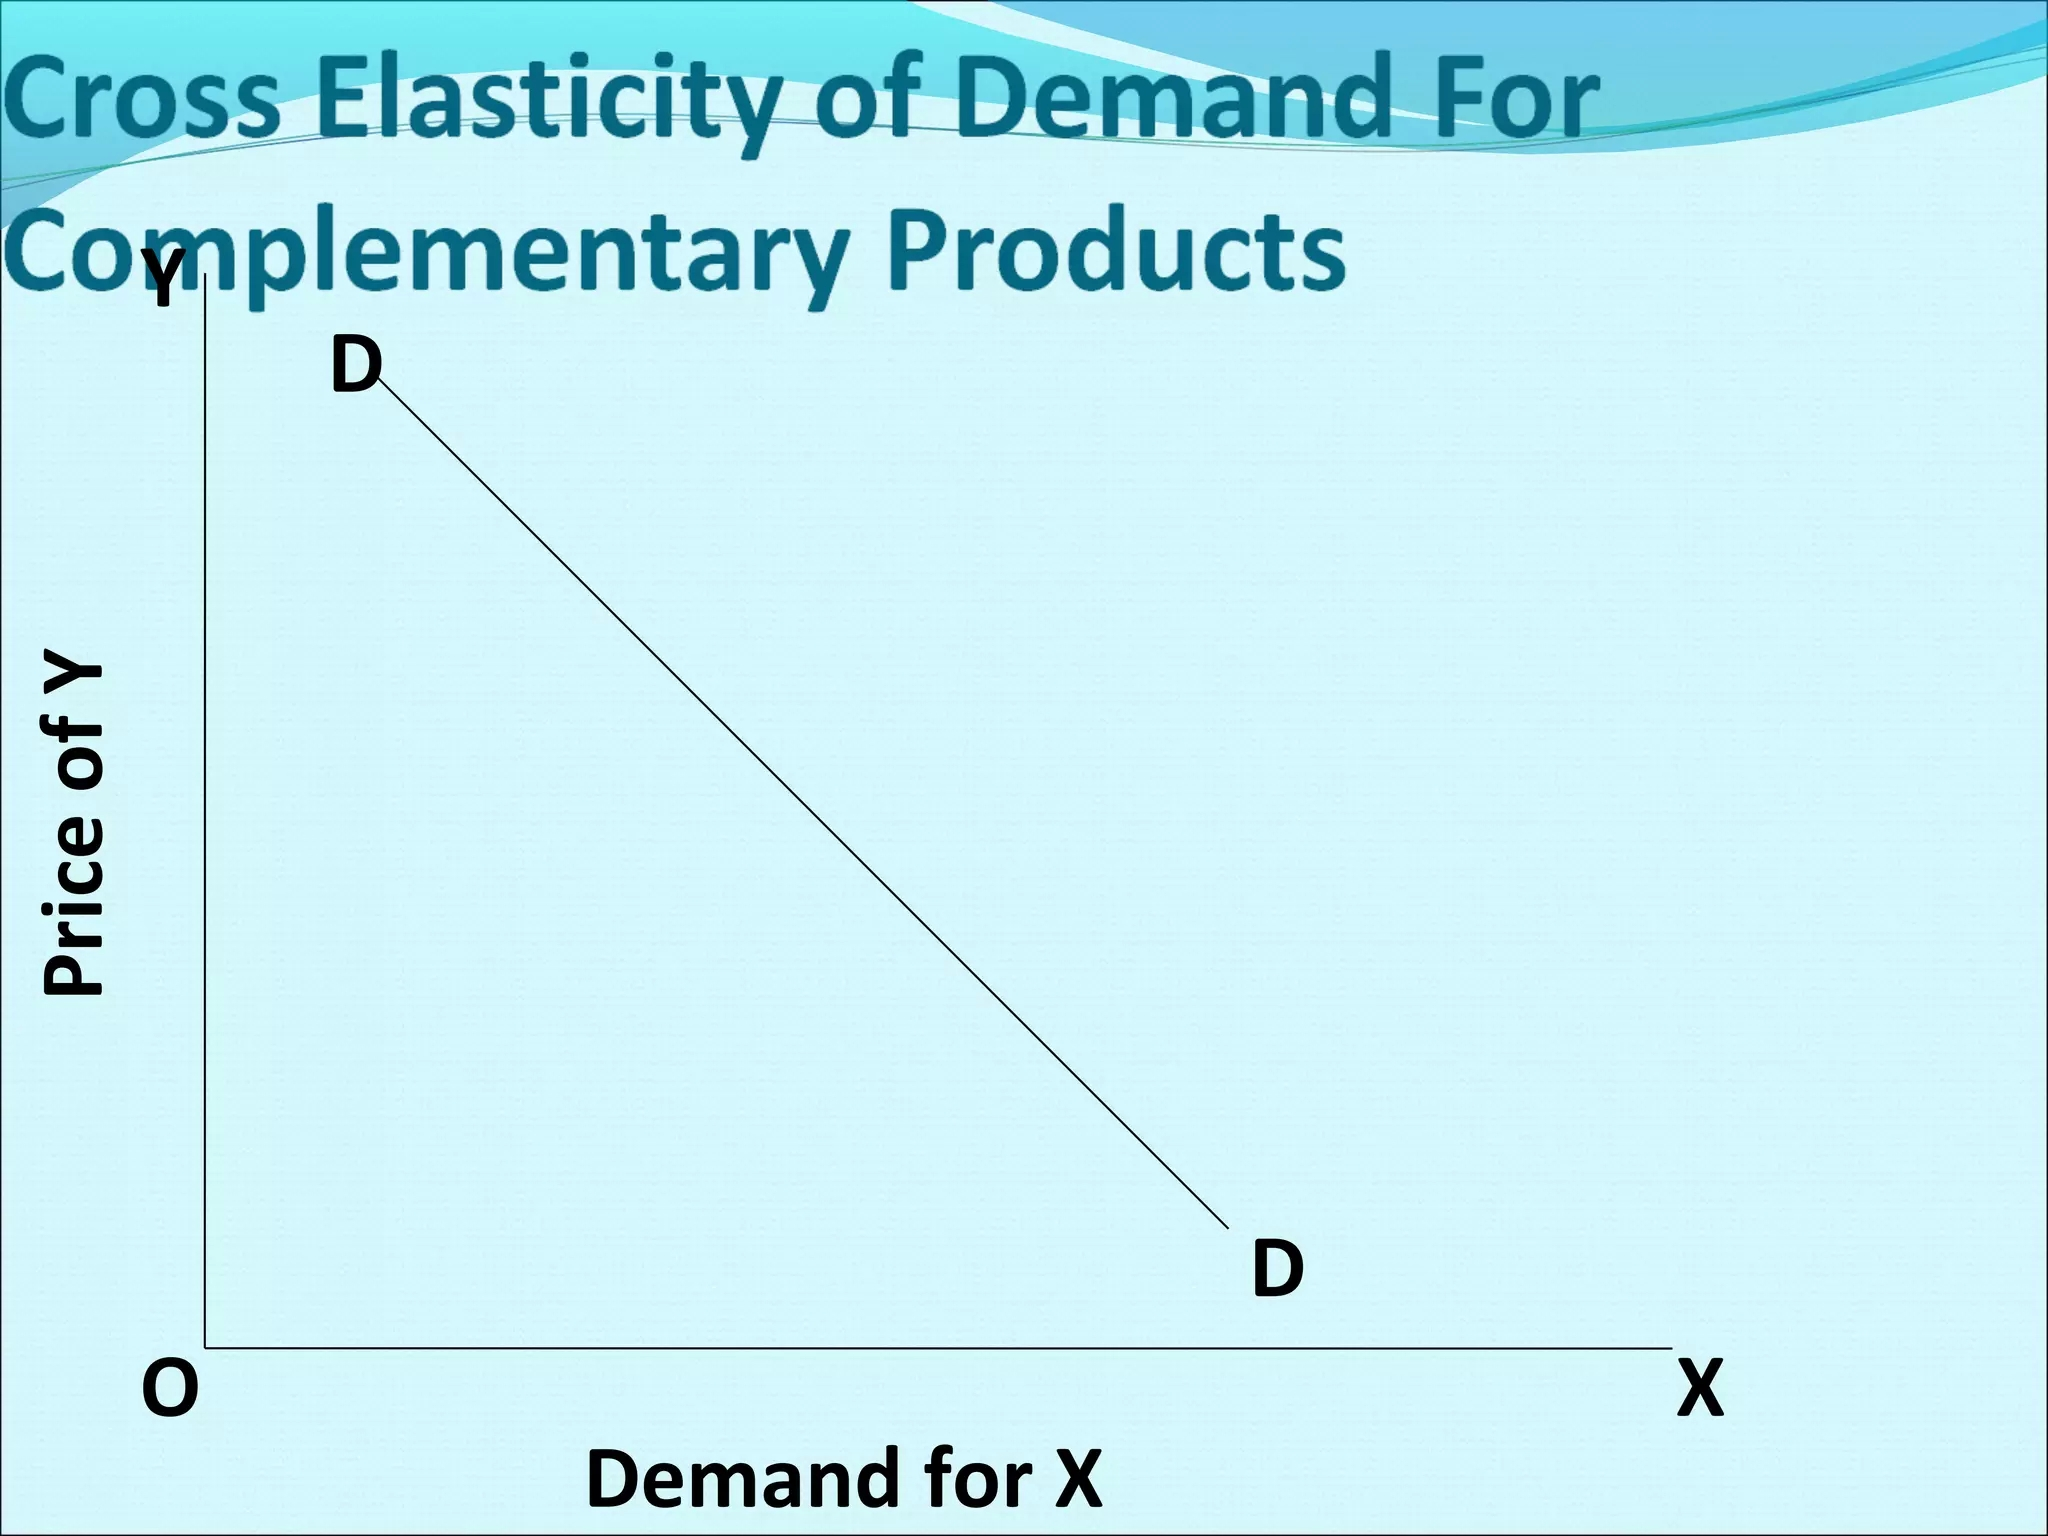 Cross Elasticity of Demand For
Complementary Products
Y
D
Price of Y
D
O
X
Demand for X